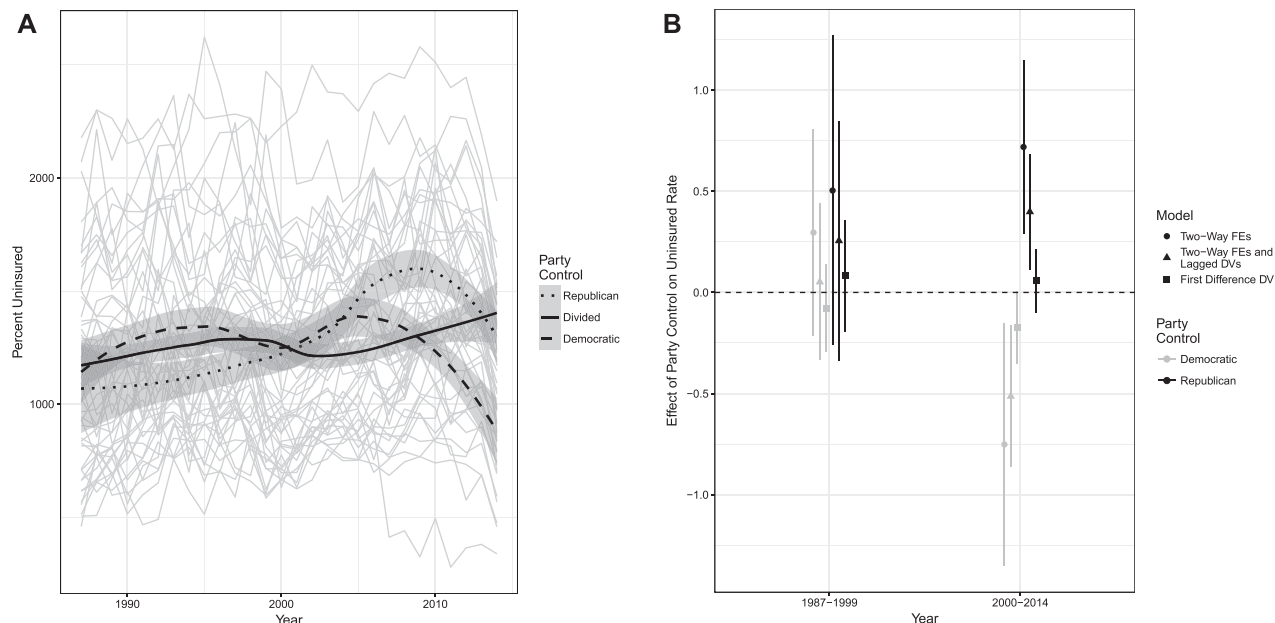 A
Percent Uninsured
2000
1000
1990
2000
2010
Year
Party
Control
Republican
Divided
Democratic
B
Effect of Party Control on Uninsured Rate
1.0
0.5
0.0
−0.5
−1.0
1987−1999
2000−2014
Year
Model
Two−Way FEs
Two−Way FEs and
Lagged DVs
First Difference DV
Party
Control
Democratic
Republican